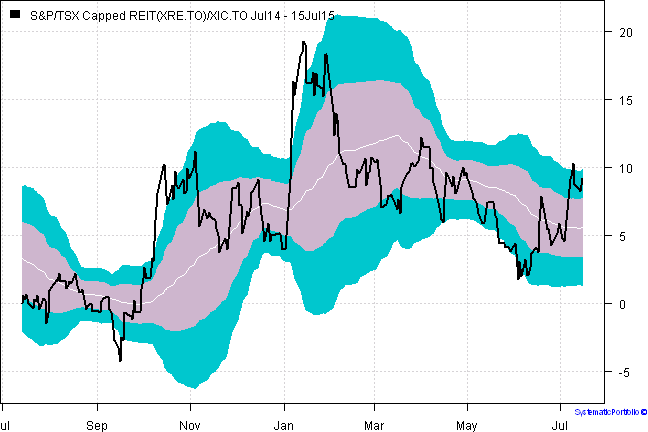 S&P/TSX Capped REIT(XRE.TO)/XIC.TO Jul14 - 15Jul15
20
15
10
5
0
-5
ul Sep Nov Jan Mar May Jul
SystematicPortfolio ©